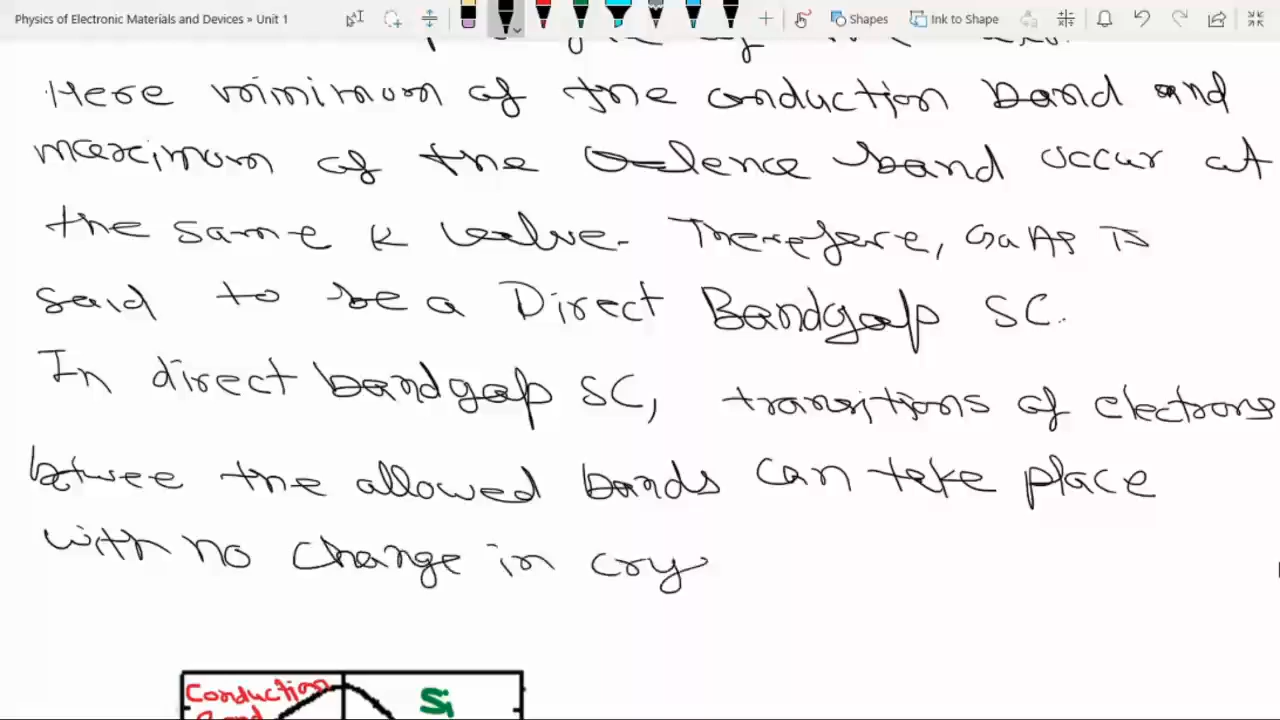 Physics of Electronic Materials and Devices » Unit 1
Shapes
Ink to Shape
Here minimum of the conduction band and
maximum of the valence band occur at
the same k value. Therefore, GaAs is
said to be a Direct Bandgap SC.
In direct bandgap SC, transitions of electrons
betwee the allowed bands can take place
with no change in cry
Conduction
Band
Si